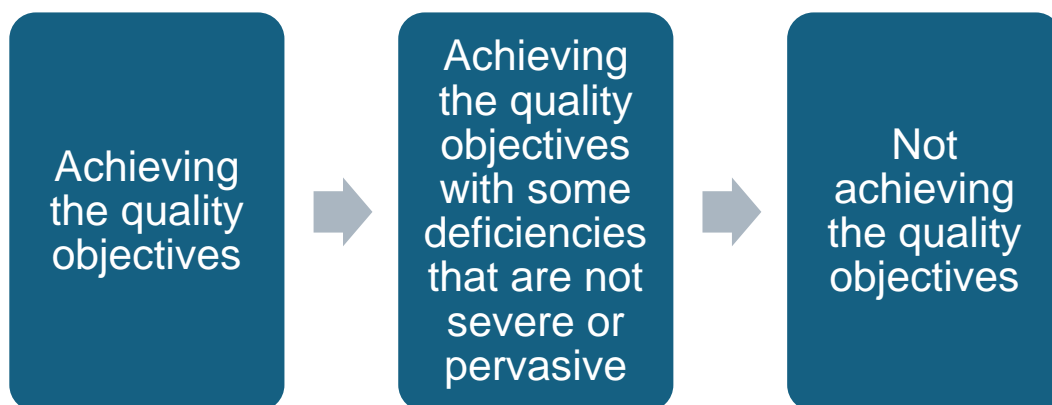 Achieving
the quality
objectives
Achieving
the quality
objectives
with some
deficiencies
that are not
severe or
pervasive
Not
achieving
the quality
objectives